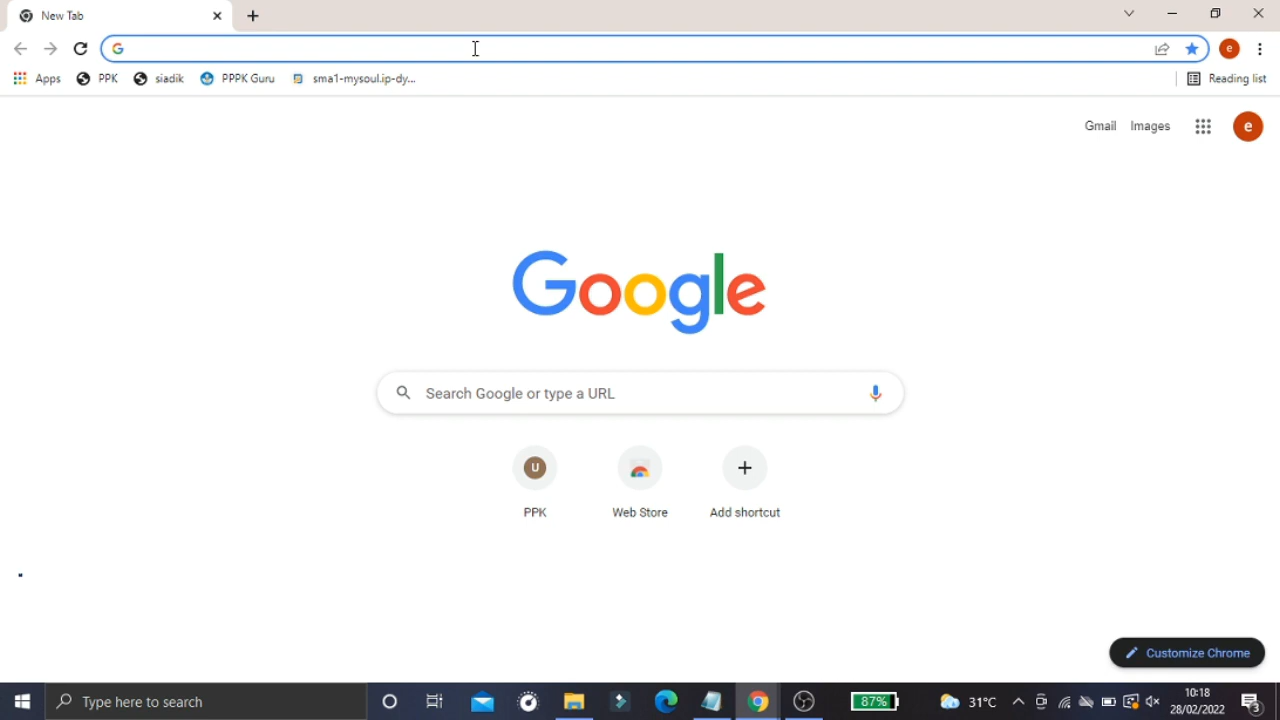 New Tab
Apps PPK siadik PPPK Guru sma1-mysoul.ip-dy... Reading list
Gmail Images e
Google
Search Google or type a URL
U
PPK Web Store Add shortcut
Customize Chrome
Type here to search 87% 31°C 10:18
28/02/2022 3